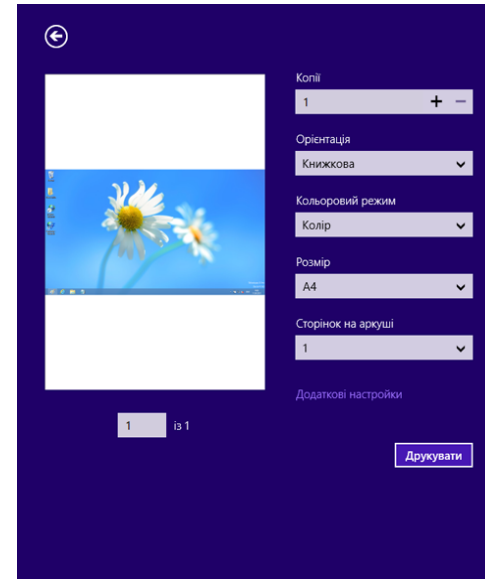 Копії
1
Орієнтація
Книжкова
Кольоровий режим
Колір
Розмір
A4
Сторінок на аркуші
1
Додаткові настройки
1 із 1
Друкувати